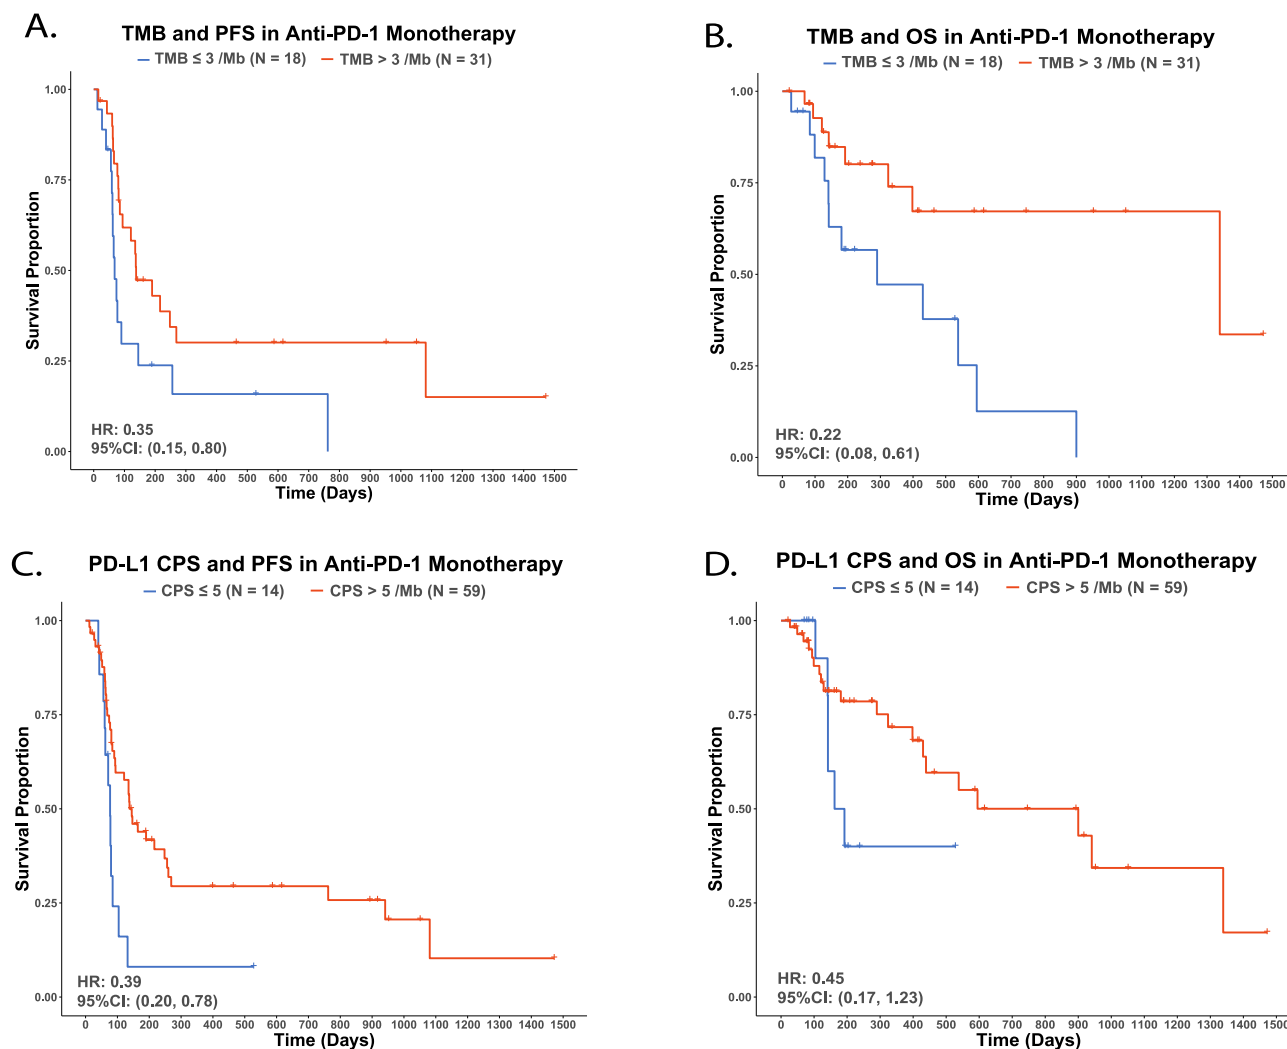 A.
TMB and PFS in Anti-PD-1 Monotherapy
TMB ≤ 3 /Mb (N = 18) TMB > 3 /Mb (N = 31)
Survival Proportion
1.00
0.75
0.50
0.25
0.00
HR: 0.35
95%CI: (0.15, 0.80)
0 100 200 300 400 500 600 700 800 900 1000 1100 1200 1300 1400 1500
Time (Days)
B.
TMB and OS in Anti-PD-1 Monotherapy
TMB ≤ 3 /Mb (N = 18) TMB > 3 /Mb (N = 31)
Survival Proportion
1.00
0.75
0.50
0.25
0.00
HR: 0.22
95%CI: (0.08, 0.61)
0 100 200 300 400 500 600 700 800 900 1000 1100 1200 1300 1400 1500
Time (Days)
C.
PD-L1 CPS and PFS in Anti-PD-1 Monotherapy
CPS ≤ 5 (N = 14) CPS > 5 /Mb (N = 59)
Survival Proportion
1.00
0.75
0.50
0.25
0.00
HR: 0.39
95%CI: (0.20, 0.78)
0 100 200 300 400 500 600 700 800 900 1000 1100 1200 1300 1400 1500
Time (Days)
D.
PD-L1 CPS and OS in Anti-PD-1 Monotherapy
CPS ≤ 5 (N = 14) CPS > 5 /Mb (N = 59)
Survival Proportion
1.00
0.75
0.50
0.25
0.00
HR: 0.45
95%CI: (0.17, 1.23)
0 100 200 300 400 500 600 700 800 900 1000 1100 1200 1300 1400 1500
Time (Days)